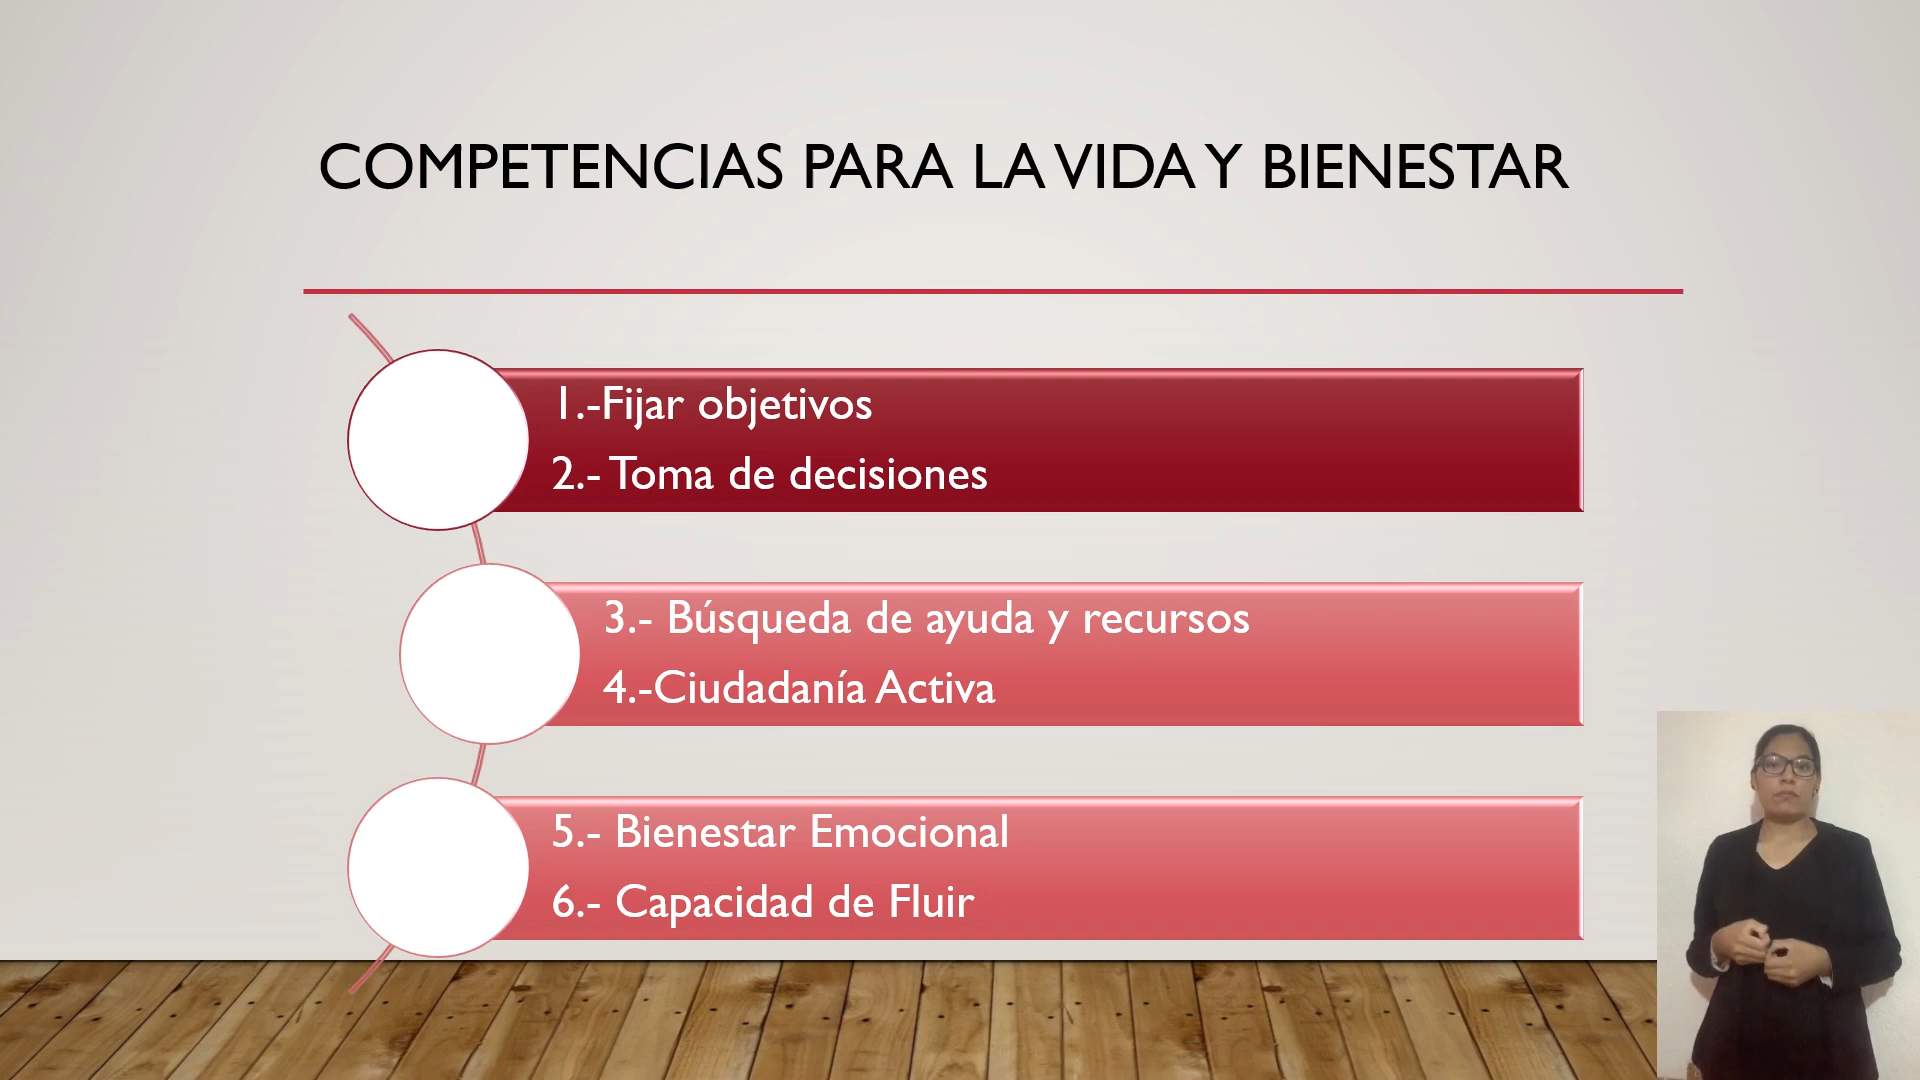 COMPETENCIAS PARA LA VIDA Y BIENESTAR
1.-Fijar objetivos
2.- Toma de decisiones
3.- Búsqueda de ayuda y recursos
4.-Ciudadanía Activa
5.- Bienestar Emocional
6.- Capacidad de Fluir